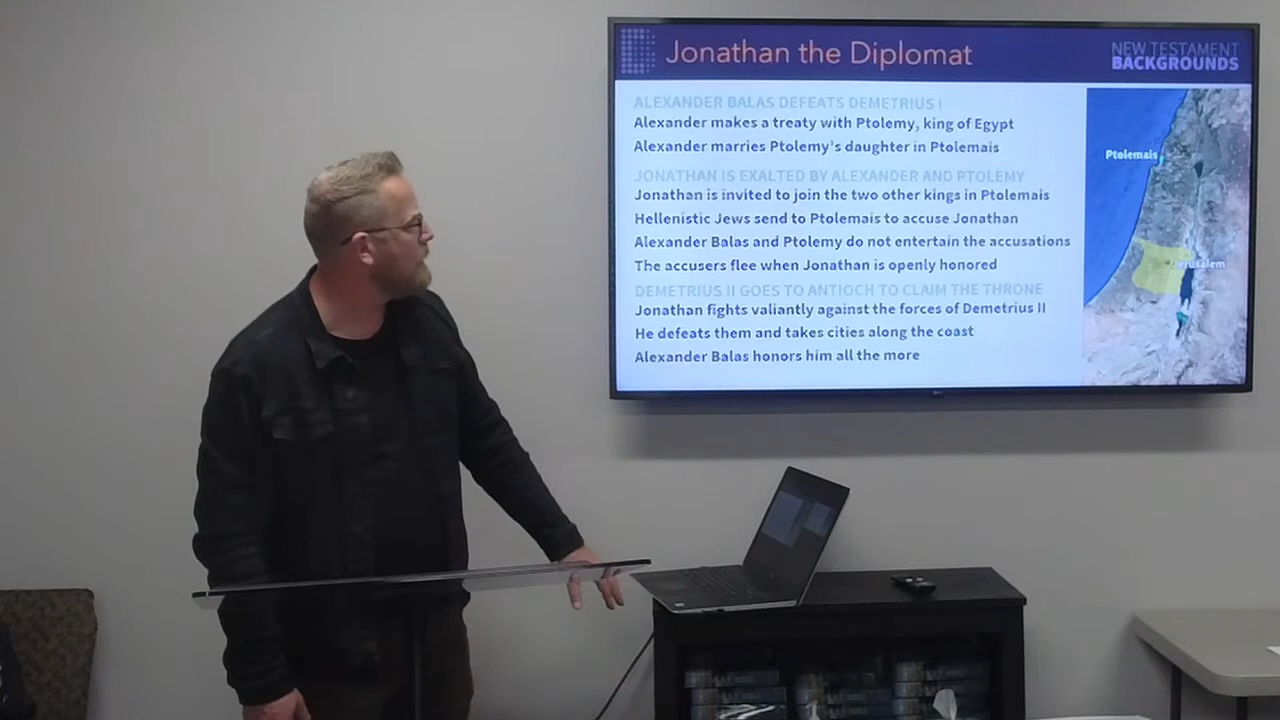 Jonathan the Diplomat
NEW TESTAMENT
BACKGROUNDS
ALEXANDER BALAS DEFEATS DEMETRIUS I
Alexander makes a treaty with Ptolemy, king of Egypt
Alexander marries Ptolemy's daughter in Ptolemais
JONATHAN IS EXALTED BY ALEXANDER AND PTOLEMY
Jonathan is invited to join the two other kings in Ptolemais
Hellenistic Jews send to Ptolemais to accuse Jonathan
Alexander Balas and Ptolemy do not entertain the accusations
The accusers flee when Jonathan is openly honored
DEMETRIUS II GOES TO ANTIOCH TO CLAIM THE THRONE
Jonathan fights valiantly against the forces of Demetrius II
He defeats them and takes cities along the coast
Alexander Balas honors him all the more
Ptolemais
Jerusalem